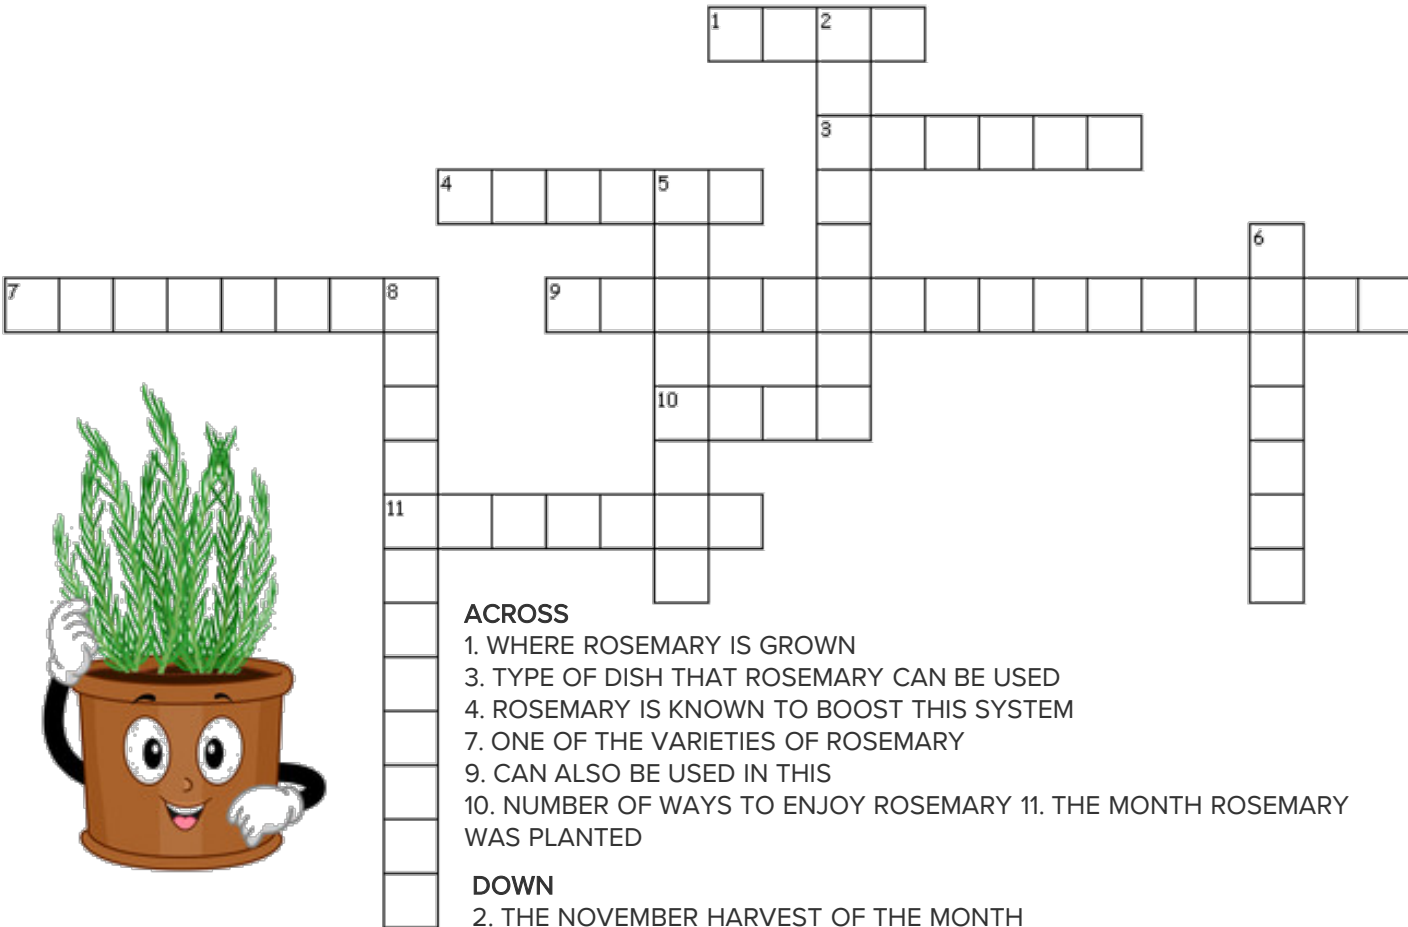 1 2
3
4 5
6
7 8 9
10
11
ACROSS
1. WHERE ROSEMARY IS GROWN
3. TYPE OF DISH THAT ROSEMARY CAN BE USED
4. ROSEMARY IS KNOWN TO BOOST THIS SYSTEM
7. ONE OF THE VARIETIES OF ROSEMARY
9. CAN ALSO BE USED IN THIS
10. NUMBER OF WAYS TO ENJOY ROSEMARY 11. THE MONTH ROSEMARY
WAS PLANTED
DOWN
2. THE NOVEMBER HARVEST OF THE MONTH